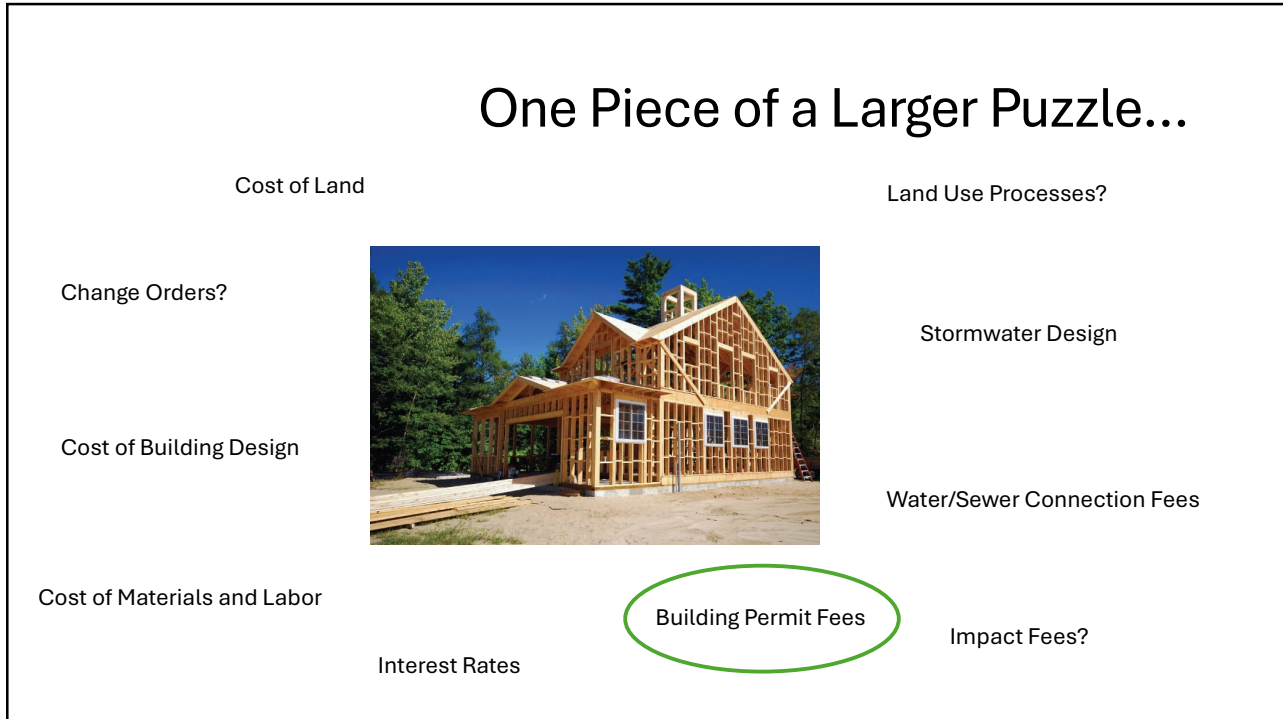 One Piece of a Larger Puzzle...
Cost of Land
Land Use Processes?
Change Orders?
Stormwater Design
Cost of Building Design
Water/Sewer Connection Fees
Cost of Materials and Labor
Building Permit Fees
Impact Fees?
Interest Rates